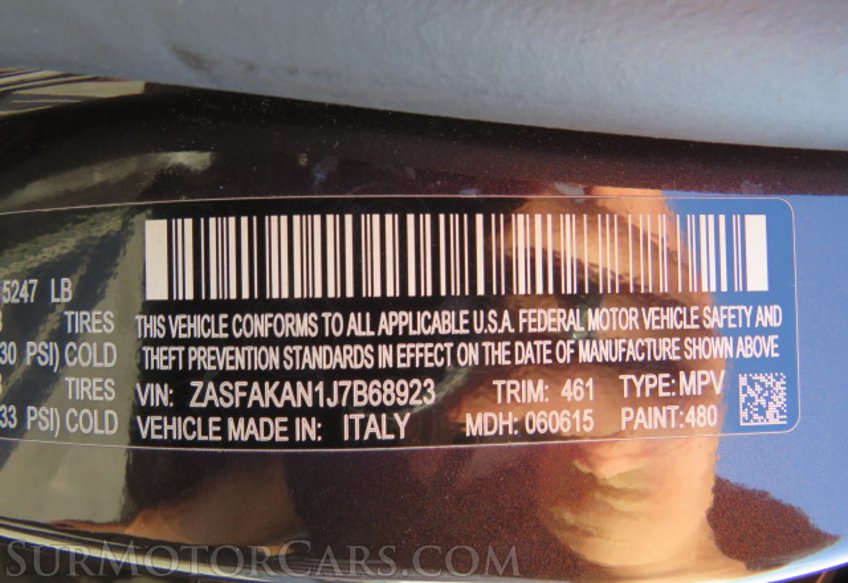 5247 LB
TIRES
30 PSI) COLD
TIRES
33 PSI) COLD
THIS VEHICLE CONFORMS TO ALL APPLICABLE U.S.A. FEDERAL MOTOR VEHICLE SAFETY AND
THEFT PREVENTION STANDARDS IN EFFECT ON THE DATE OF MANUFACTURE SHOWN ABOVE
VIN: ZASFAKAN1J7B68923 TRIM: 461 TYPE: MPV
VEHICLE MADE IN: ITALY MDH: 060615 PAINT: 480
SURMOTORCARS.COM